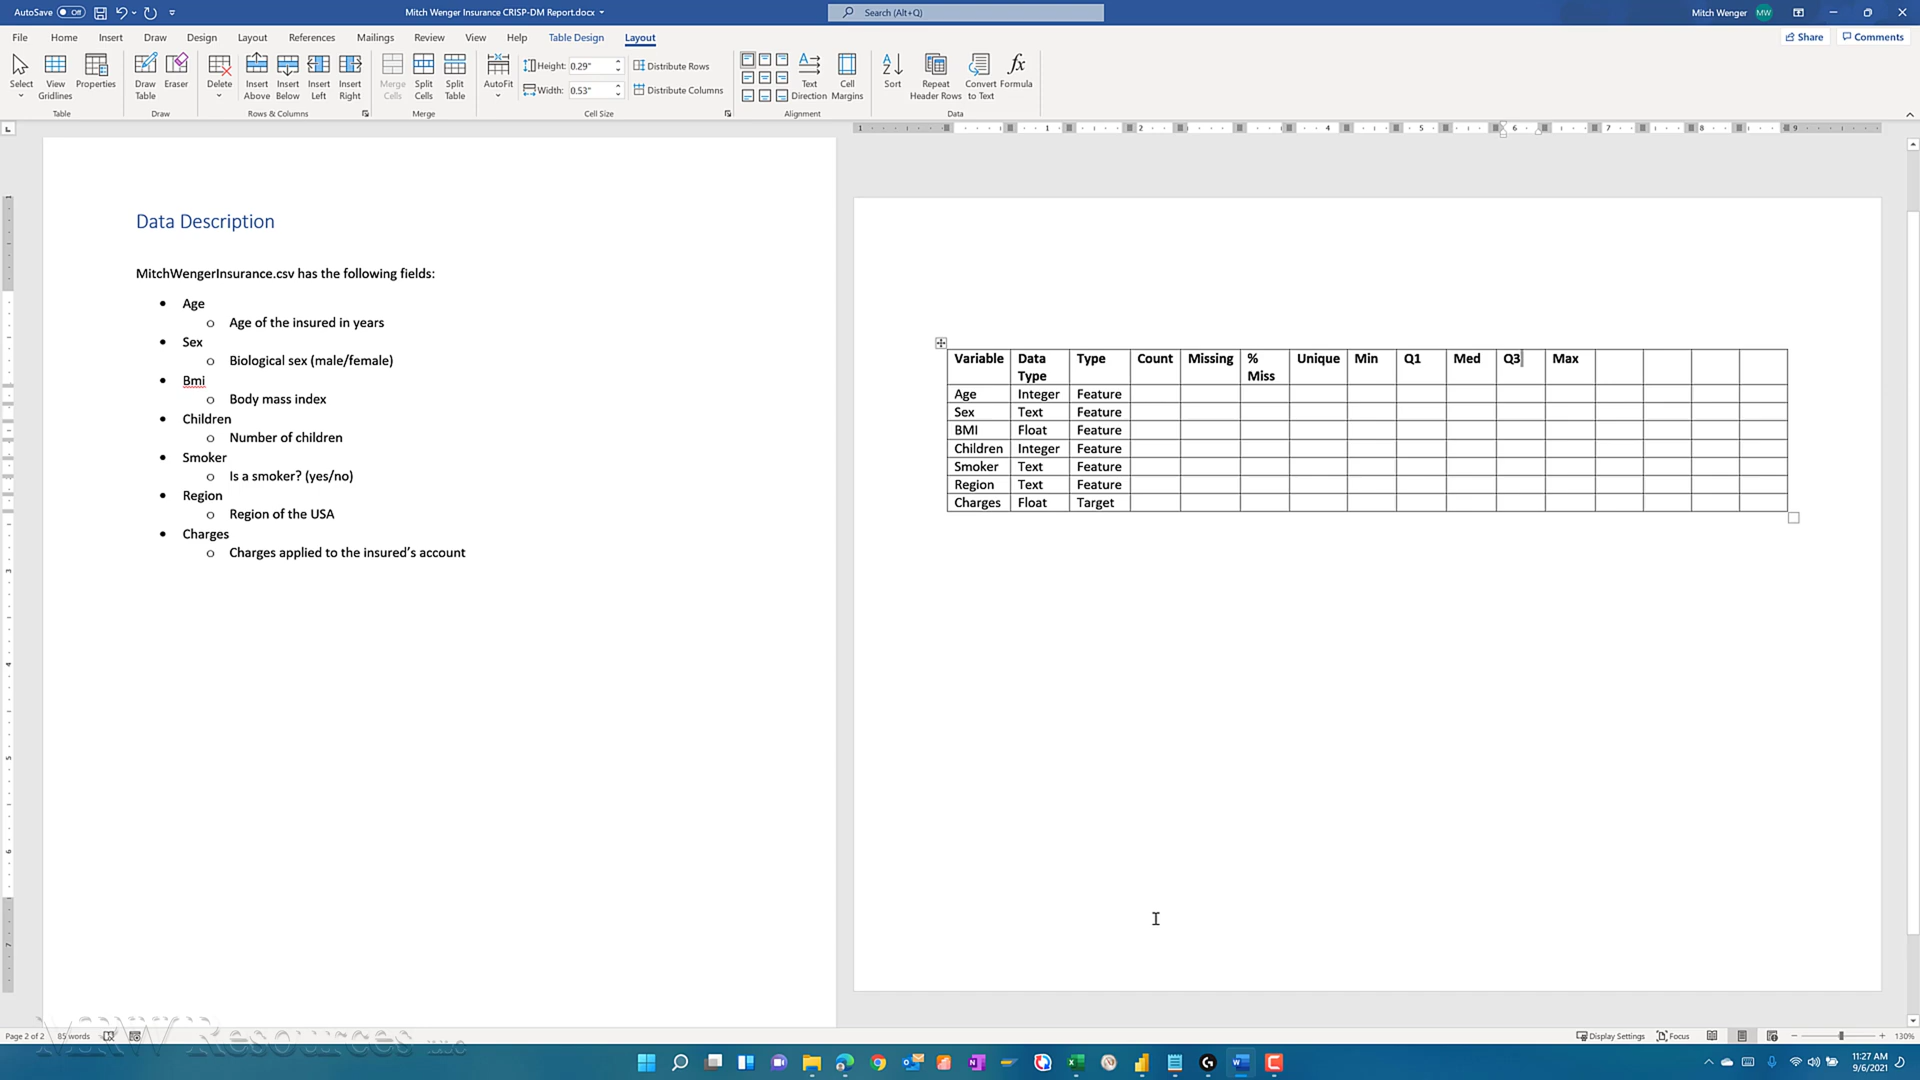 AutoSave Off
Mitch Wenger Insurance CRISP-DM Report.docx
Search (Alt+Q)
Mitch Wenger MW
File Home Insert Draw Design Layout References Mailings Review View Help Table Design Layout
Share Comments
Select
View Gridlines
Properties
Draw Table
Eraser
Delete
Insert Above
Insert Below
Insert Left
Insert Right
Merge Cells
Split Cells
Split Table
AutoFit
Height: 0.29"
Width: 0.53"
Distribute Rows
Distribute Columns
Text Direction
Cell Margins
Sort
Repeat Header Rows
Convert to Text
Formula
Table Draw Rows & Columns Merge Cell Size Alignment Data
Data Description
MitchWengerInsurance.csv has the following fields:
• Age
o Age of the insured in years
• Sex
o Biological sex (male/female)
• Bmi
o Body mass index
• Children
o Number of children
• Smoker
o Is a smoker? (yes/no)
• Region
o Region of the USA
• Charges
o Charges applied to the insured’s account
Variable Data Type Type Count Missing % Miss Unique Min Q1 Med Q3 Max
Age Integer Feature
Sex Text Feature
BMI Float Feature
Children Integer Feature
Smoker Text Feature
Region Text Feature
Charges Float Target
Page 2 of 2 85 words
Display Settings Focus 130%
MRW Resources LLC
11:27 AM
9/6/2021